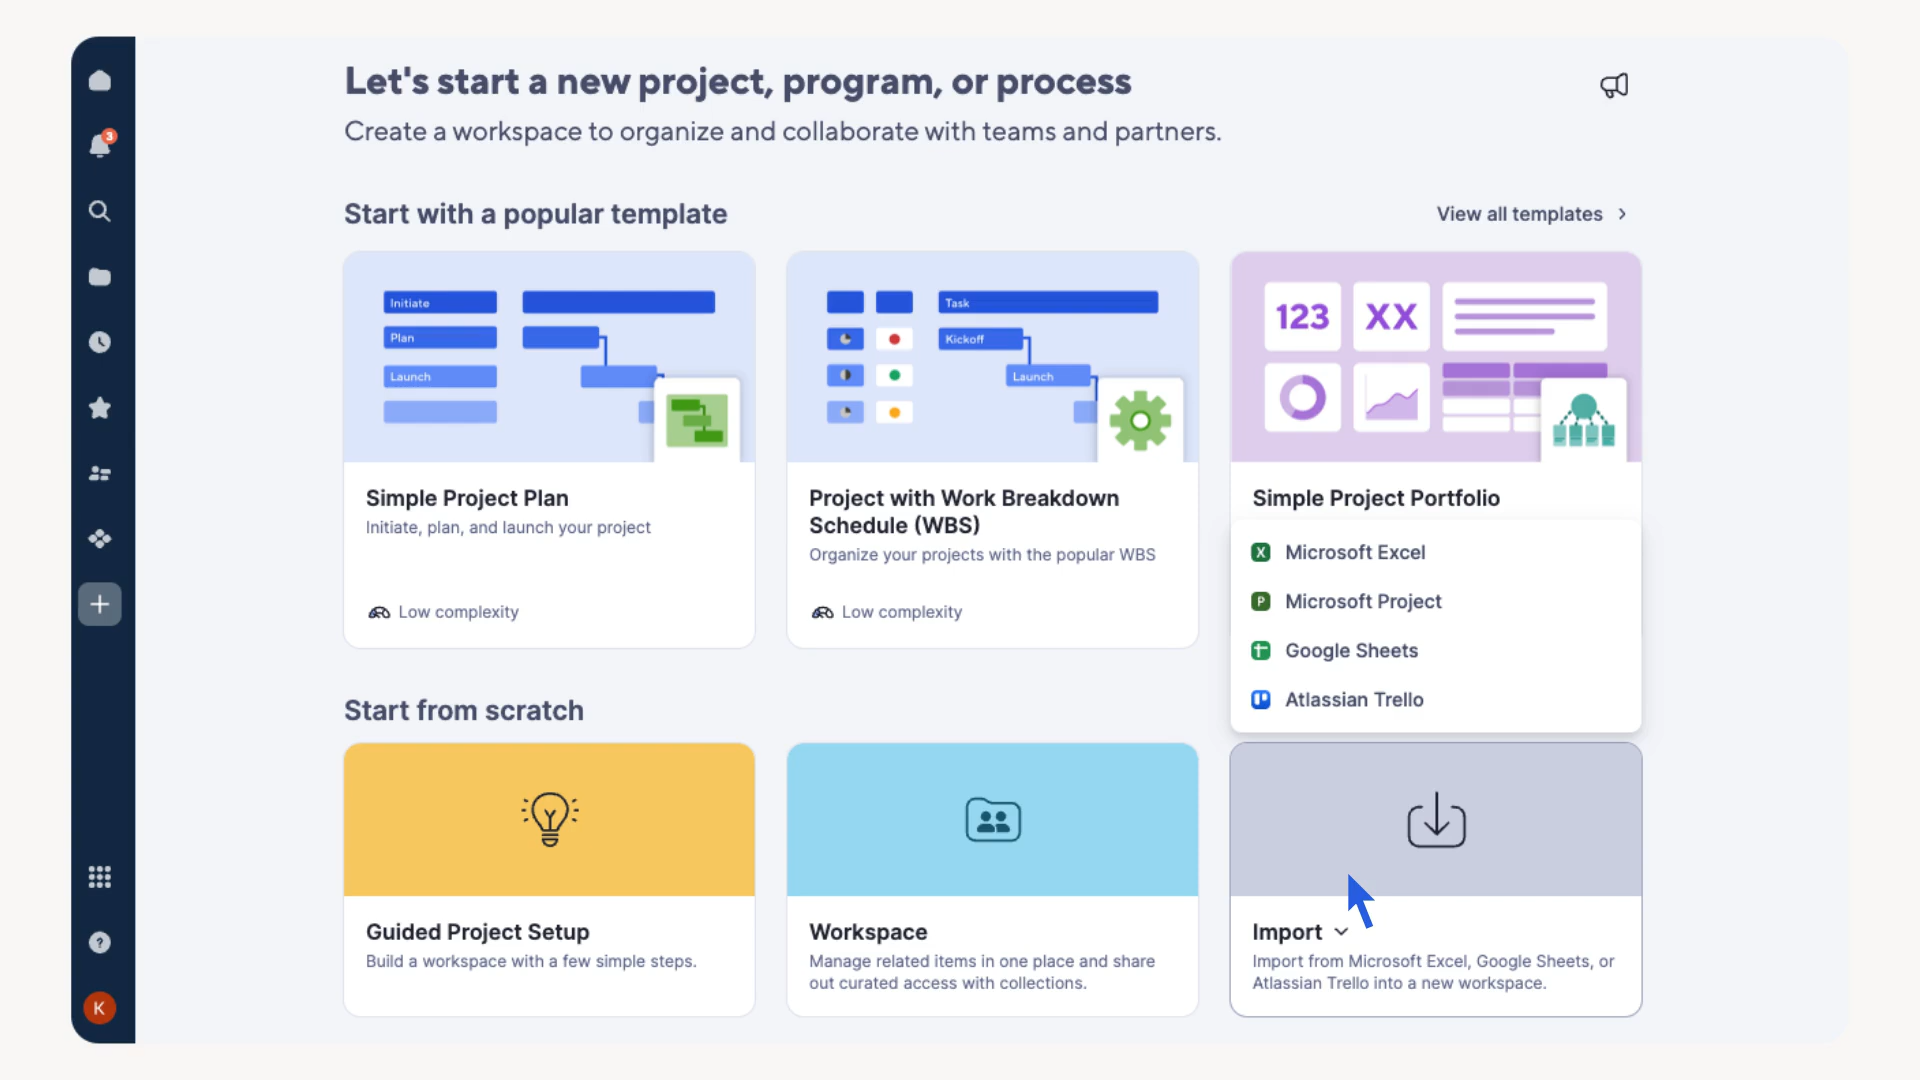 Let's start a new project, program, or process
Create a workspace to organize and collaborate with teams and partners.
3
Start with a popular template
View all templates
Initiate
Plan
Launch
Task
Kickoff
Launch
123
XX
Simple Project Plan
Initiate, plan, and launch your project
Low complexity
Project with Work Breakdown
Schedule (WBS)
Organize your projects with the popular WBS
Low complexity
Simple Project Portfolio
X
Microsoft Excel
P
Microsoft Project
Google Sheets
Atlassian Trello
Start from scratch
Guided Project Setup
Build a workspace with a few simple steps.
Workspace
Manage related items in one place and share
out curated access with collections.
Import
Import from Microsoft Excel, Google Sheets, or
Atlassian Trello into a new workspace.
?
K